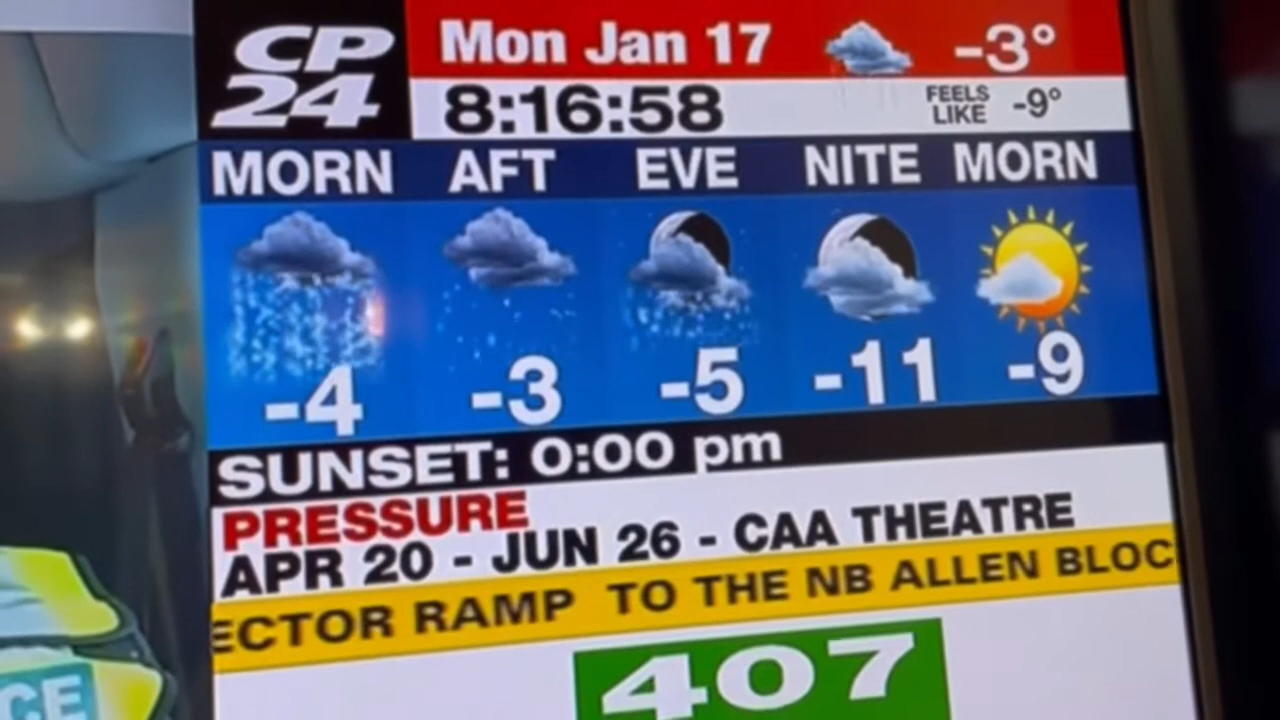 CP
24
Mon Jan 17 -3°
8:16:58 FEELS LIKE -9°
MORN AFT EVE NITE MORN
-4 -3 -5 -11 -9
SUNSET: 0:00 pm
PRESSURE
APR 20 - JUN 26 - CAA THEATRE
ECTOR RAMP TO THE NB ALLEN BLOC
407
CE